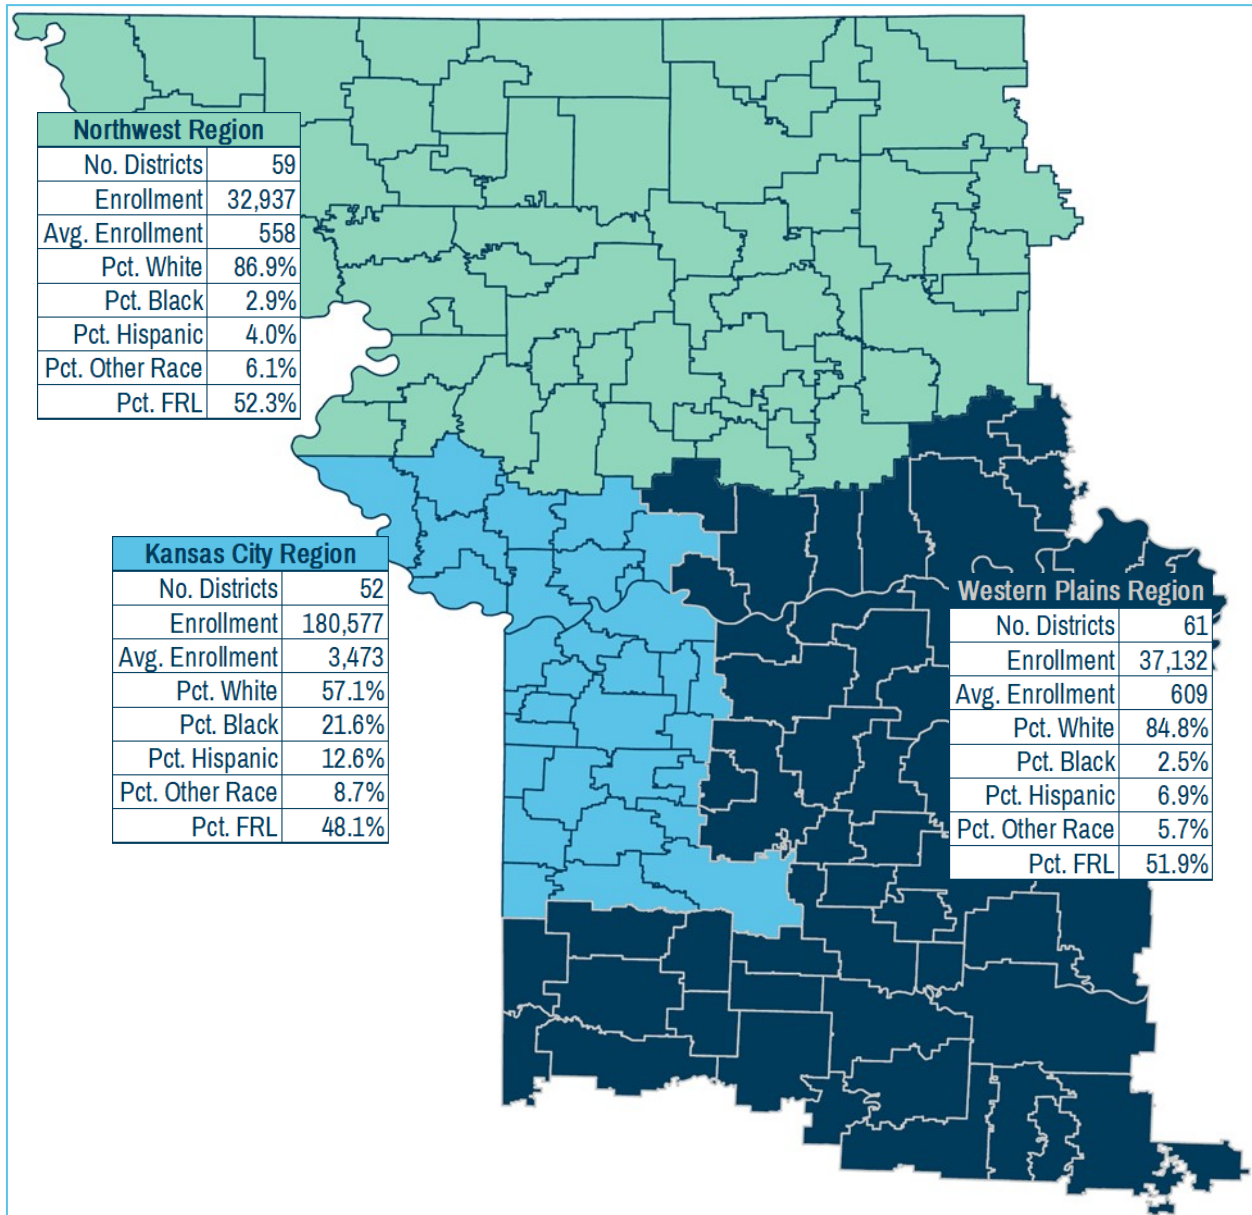 Northwest Region
No. Districts 59
Enrollment 32,937
Avg. Enrollment 558
Pct. White 86.9%
Pct. Black 2.9%
Pct. Hispanic 4.0%
Pct. Other Race 6.1%
Pct. FRL 52.3%
Kansas City Region
No. Districts 52
Enrollment 180,577
Avg. Enrollment 3,473
Pct. White 57.1%
Pct. Black 21.6%
Pct. Hispanic 12.6%
Pct. Other Race 8.7%
Pct. FRL 48.1%
Western Plains Region
No. Districts 61
Enrollment 37,132
Avg. Enrollment 609
Pct. White 84.8%
Pct. Black 2.5%
Pct. Hispanic 6.9%
Pct. Other Race 5.7%
Pct. FRL 51.9%